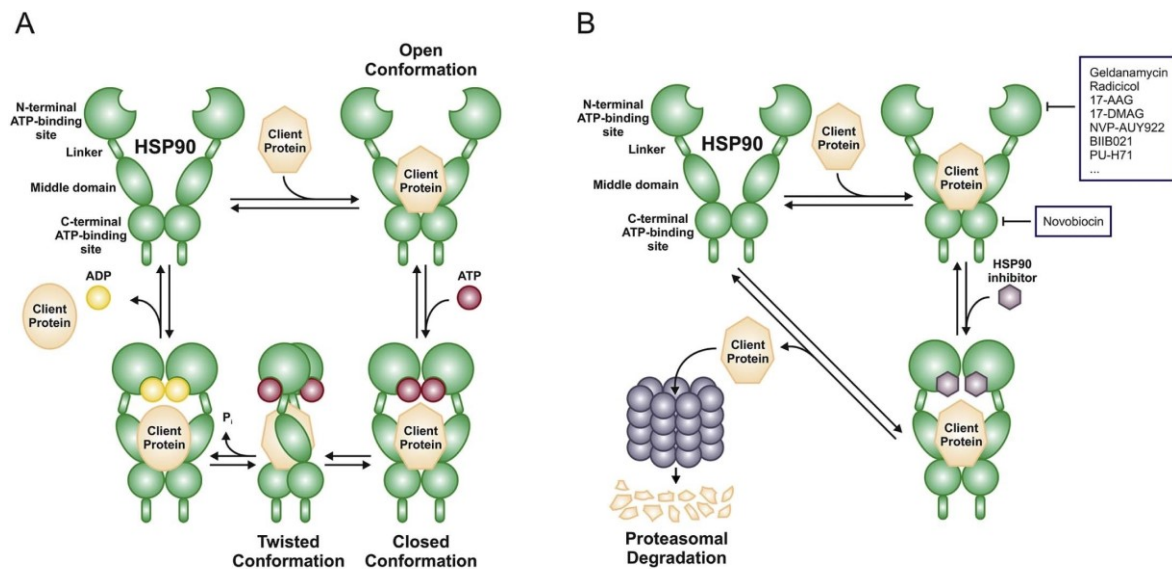 A
Open
Conformation
N-terminal
ATP-binding
site
Linker
HSP90
Client
Protein
Client
Protein
Middle domain
C-terminal
ATP-binding
site
ADP
ATP
Client
Protein
Client
Protein
Pi
Client
Protein
Twisted
Conformation
Closed
Conformation
B
N-terminal
ATP-binding
site
Linker
HSP90
Client
Protein
Client
Protein
Middle domain
C-terminal
ATP-binding
site
Geldanamycin
Radicicol
17-AAG
17-DMAG
NVP-AUY922
BIIB021
PU-H71
...
Novobiocin
HSP90
inhibitor
Client
Protein
Client
Protein
Proteasomal
Degradation